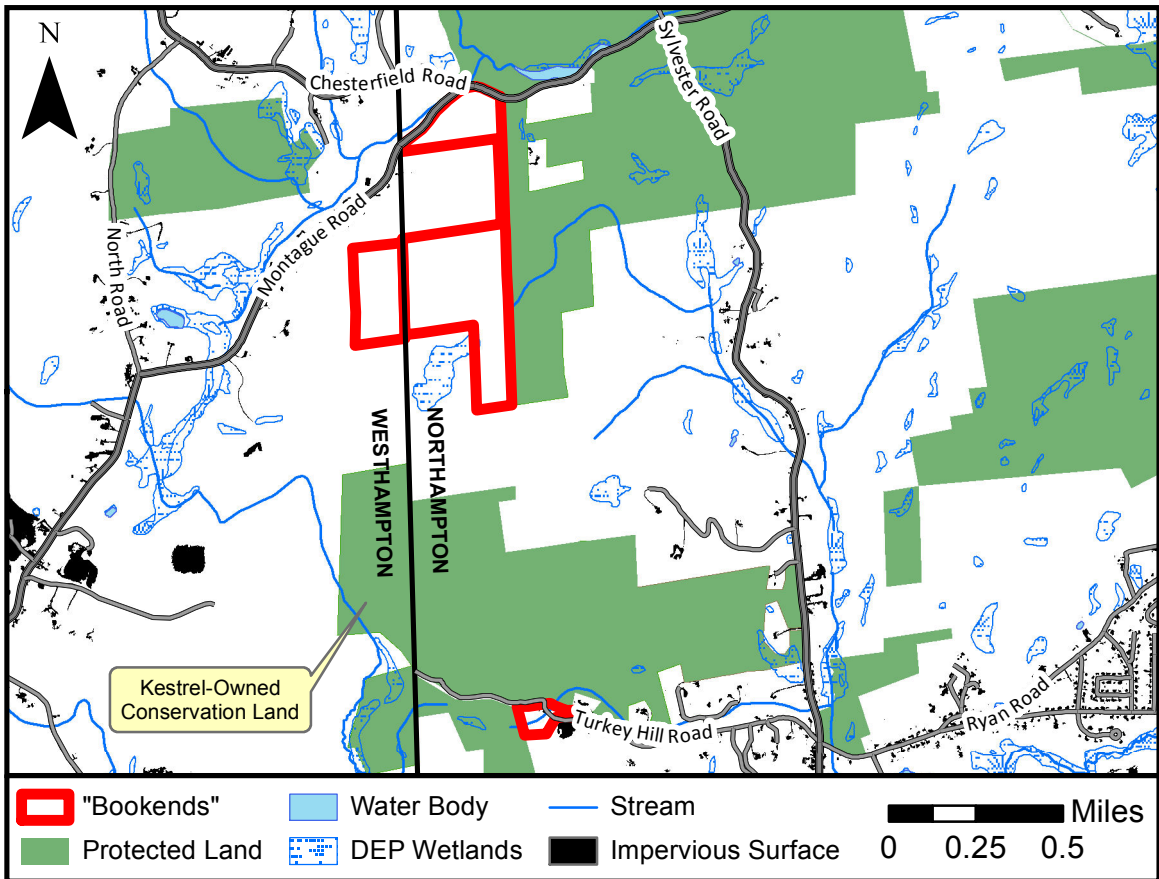 N
Chesterfield Road
Sylvester Road
Montague Road
North Road
WESTHAMPTON
NORTHAMPTON
Kestrel-Owned
Conservation Land
Turkey Hill Road
Ryan Road
"Bookends"
Water Body
Stream
Miles
Protected Land
DEP Wetlands
Impervious Surface
0 0.25 0.5